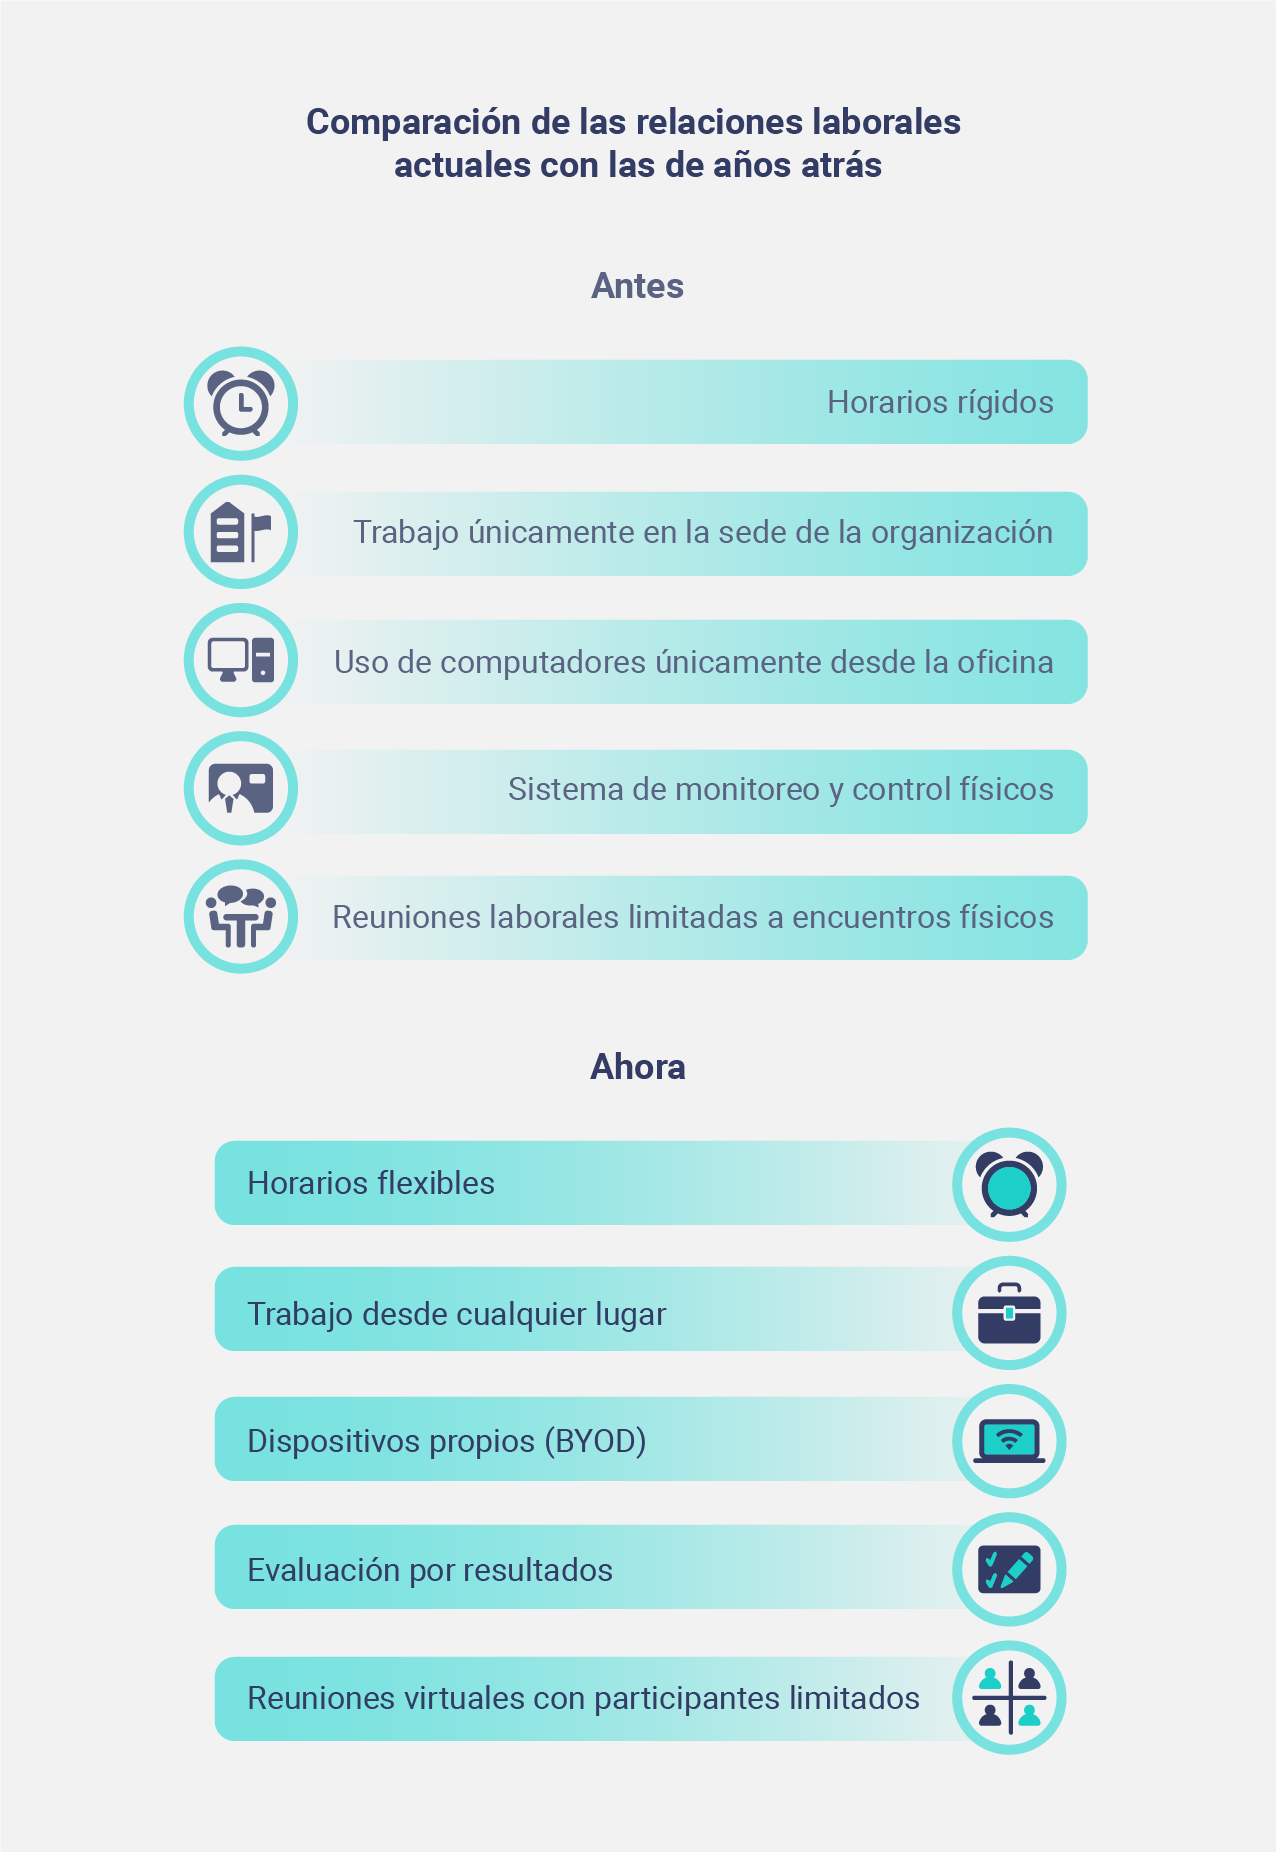 Comparación de las relaciones laborales
actuales con las de años atrás
Antes
Horarios rígidos
Trabajo únicamente en la sede de la organización
Uso de computadores únicamente desde la oficina
Sistema de monitoreo y control físicos
Reuniones laborales limitadas a encuentros físicos
Ahora
Horarios flexibles
Trabajo desde cualquier lugar
Dispositivos propios (BYOD)
Evaluación por resultados
Reuniones virtuales con participantes limitados